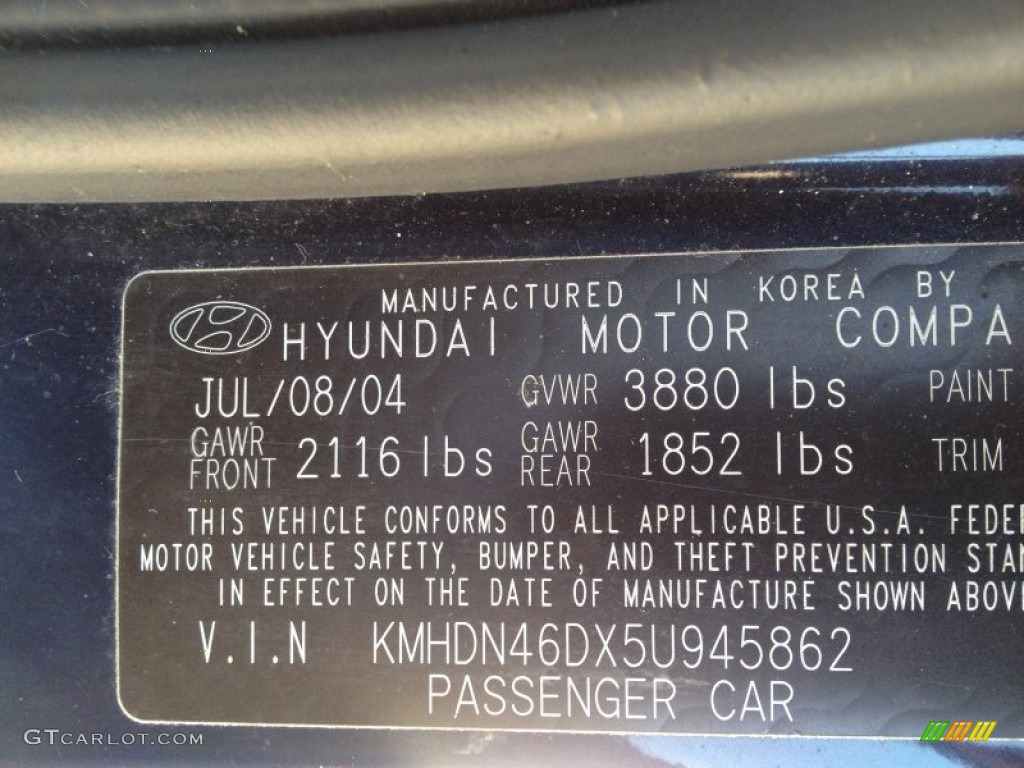 MANUFACTURED IN KOREA BY
HYUNDAI MOTOR COMPA
JUL/08/04 GVWR 3880 lbs PAINT
GAWR FRONT 2116 lbs GAWR REAR 1852 lbs TRIM
THIS VEHICLE CONFORMS TO ALL APPLICABLE U.S.A. FEDE
MOTOR VEHICLE SAFETY, BUMPER, AND THEFT PREVENTION STA
IN EFFECT ON THE DATE OF MANUFACTURE SHOWN ABOV
V.I.N KMHDN46DX5U945862
PASSENGER CAR
GTCARLOT.COM